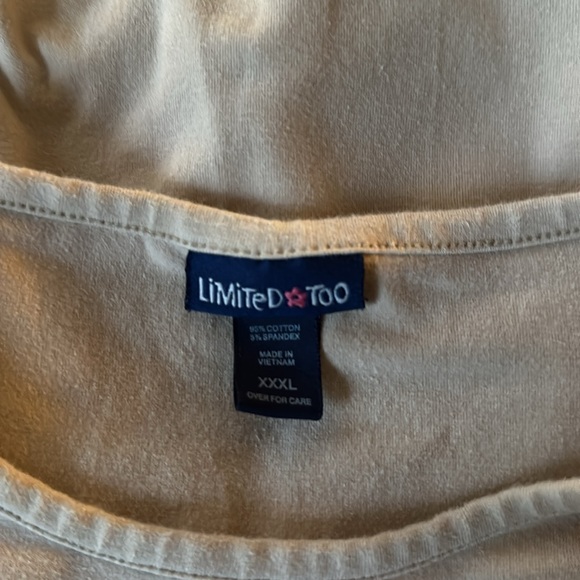 LiMiTeD TOO
90% COTTON
5% SPANDEX
MADE IN
VIETNAM
XXXL
OVER FOR CARE